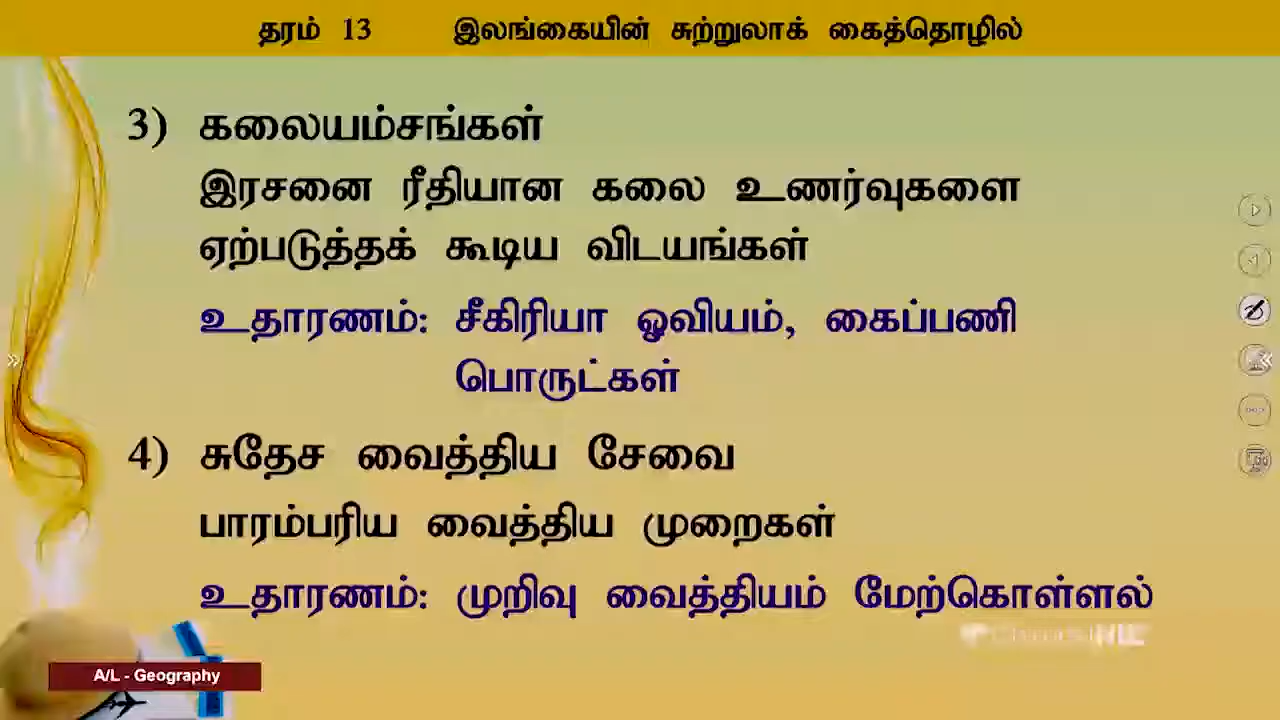 தரம் 13 இலங்கையின் சுற்றுலாக் கைத்தொழில்
3) கலையம்சங்கள்
இரசனை ரீதியான கலை உணர்வுகளை
ஏற்படுத்தக் கூடிய விடயங்கள்
உதாரணம்: சீகிரியா ஓவியம், கைப்பணி
பொருட்கள்
4) சுதேச வைத்திய சேவை
பாரம்பரிய வைத்திய முறைகள்
உதாரணம்: முறிவு வைத்தியம் மேற்கொள்ளல்
A/L - Geography